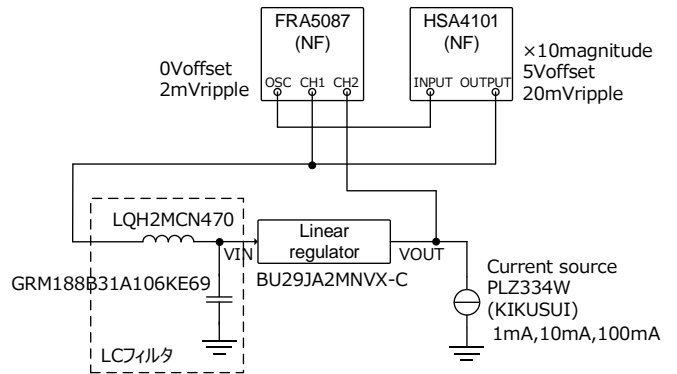 FRA5087
(NF)
OSC CH1 CH2
HSA4101
(NF)
INPUT OUTPUT
0Voffset
2mVripple
×10magnitude
5Voffset
20mVripple
LQH2MCN470
VIN
Linear
regulator
VOUT
BU29JA2MNVX-C
GRM188B31A106KE69
LCフィルタ
Current source
PLZ334W
(KIKUSUI)
1mA,10mA,100mA